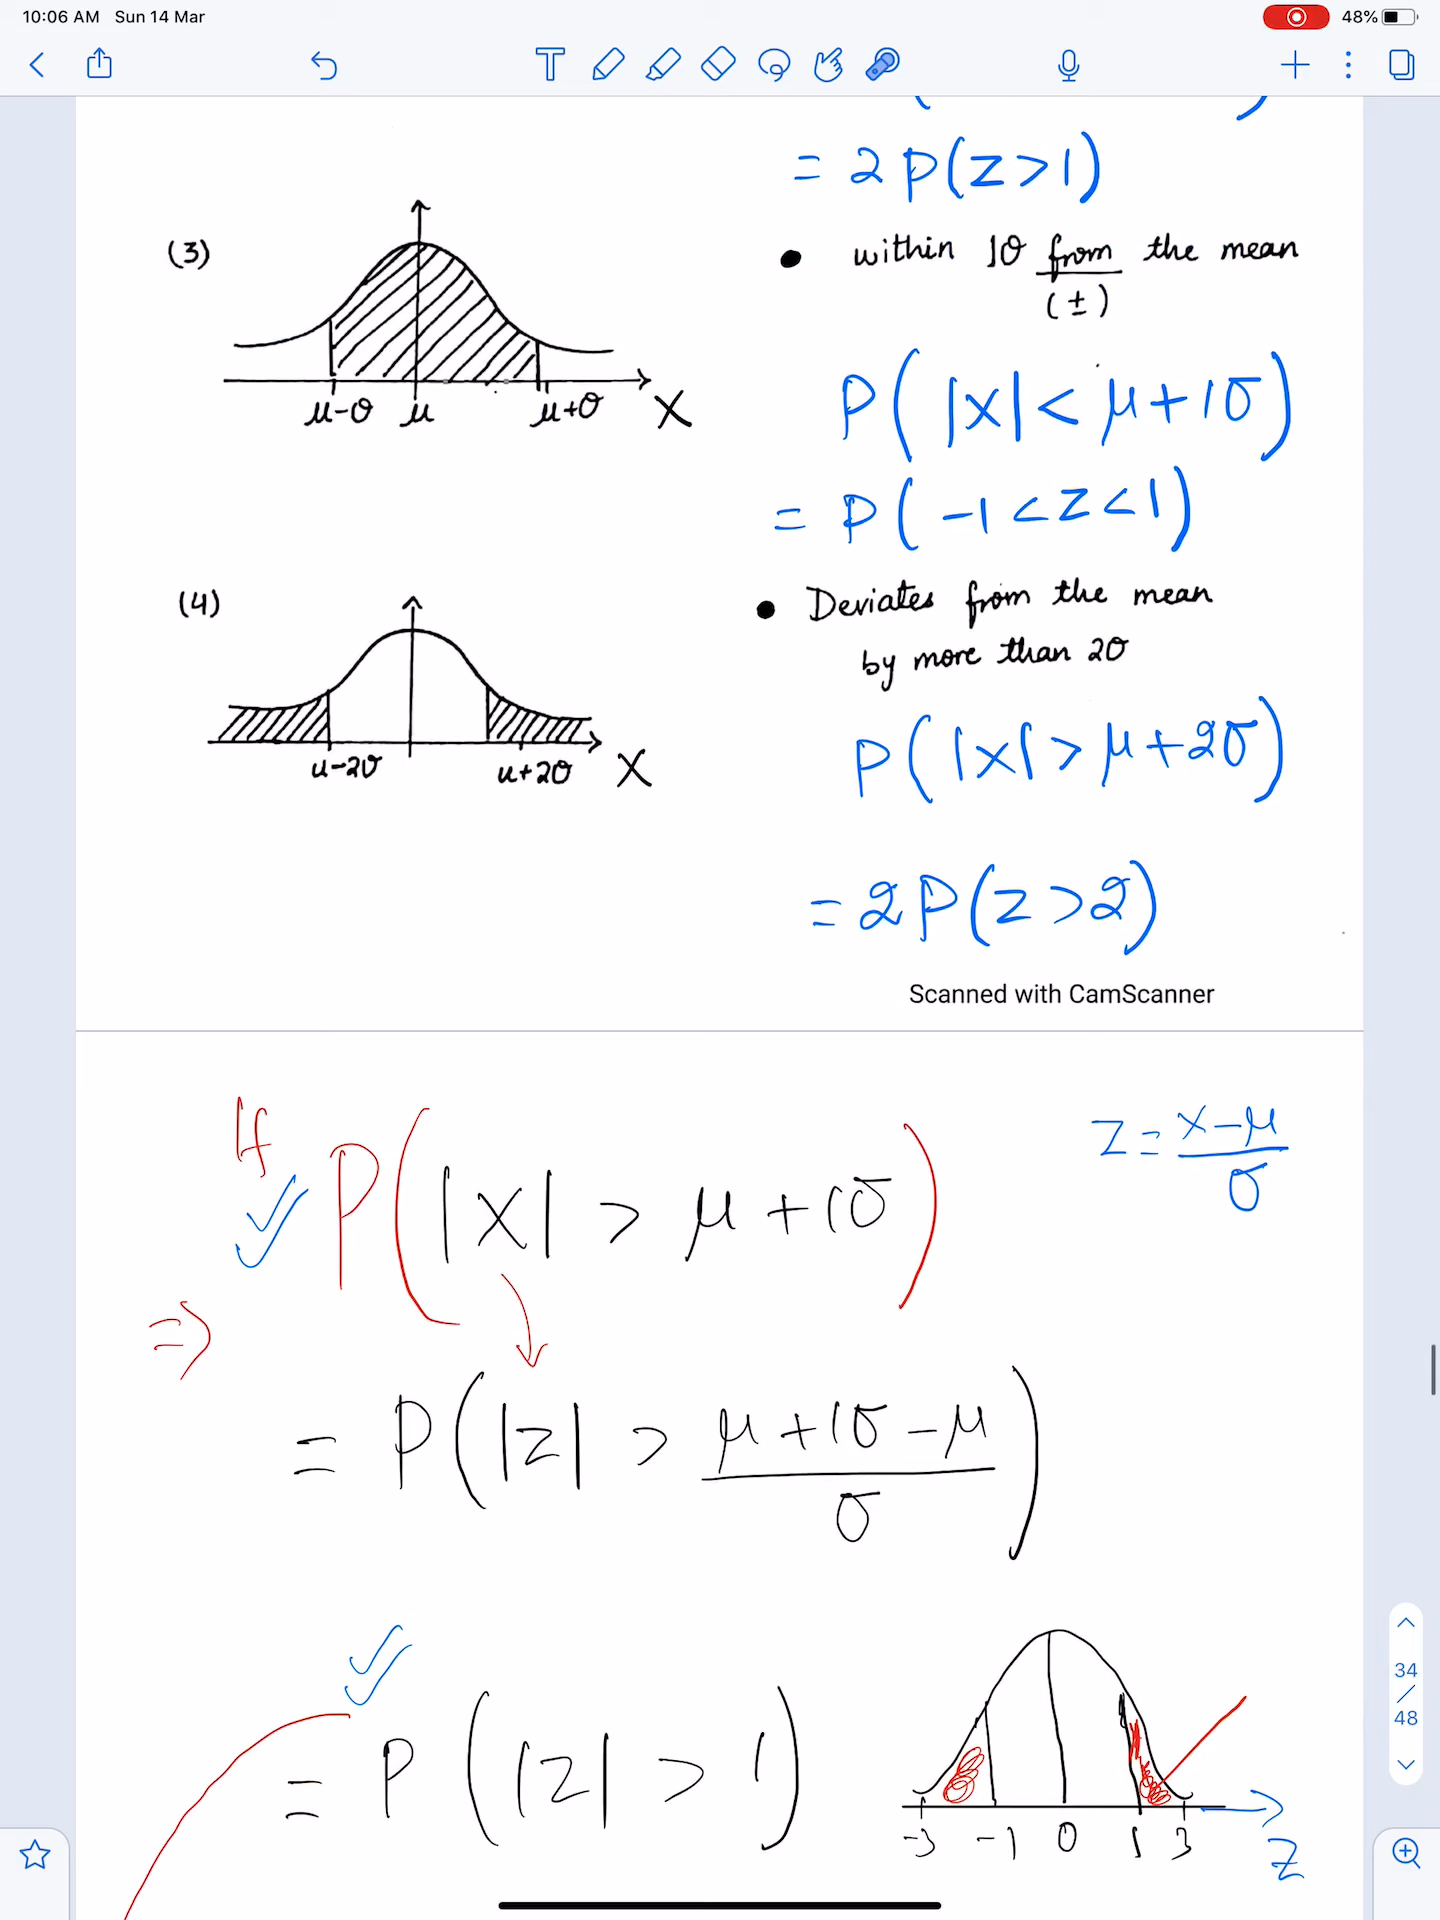 10:06 AM Sun 14 Mar
48%
T
= 2P(Z>1)
(3)
• within 1σ from the mean
(±)
μ-σ μ μ+σ X
P(|X| < μ+1σ)
= P(-1<Z<1)
(4)
• Deviates from the mean
by more than 2σ
μ-2σ μ+2σ X
P(|X| > μ+2σ)
= 2P(Z>2)
Scanned with CamScanner
If
P(|X| > μ+1σ)
Z = X-μ / σ
=>
= P(|Z| > μ+1σ-μ / σ)
= P(|Z| > 1)
-3 -1 0 1 3
Z
34
/
48